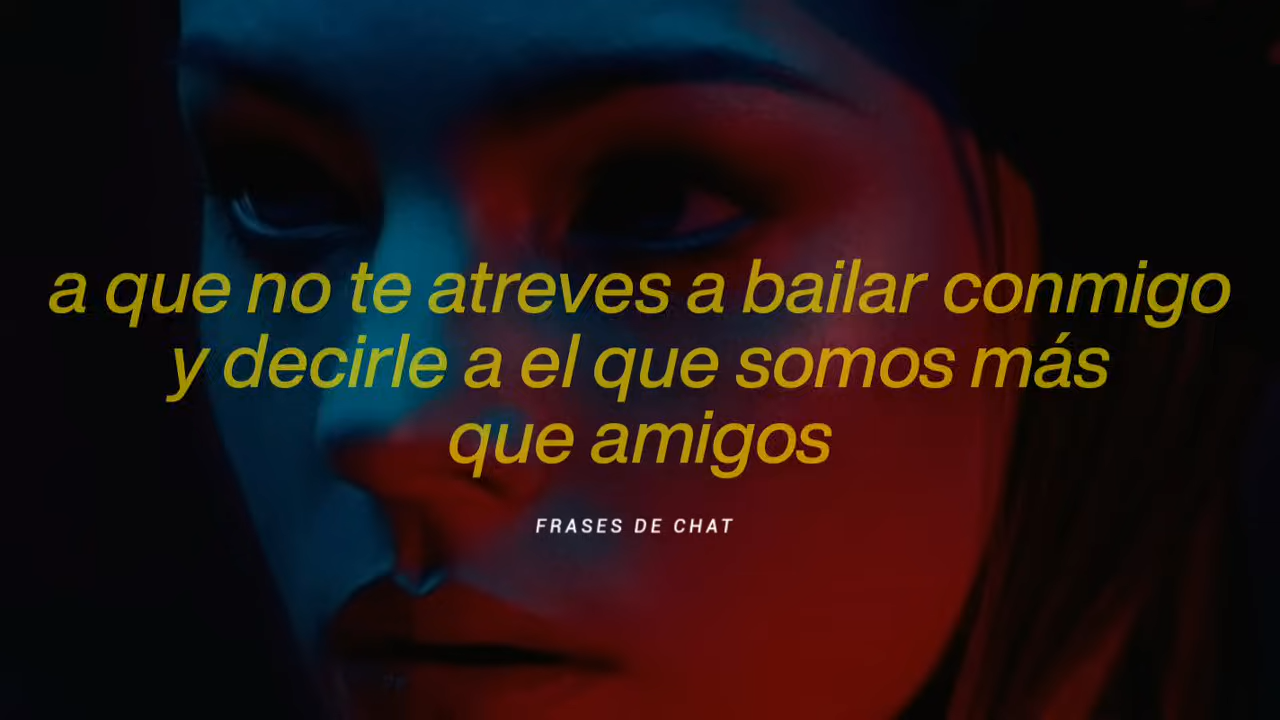 a que no te atreves a bailar conmigo
y decirle a el que somos más
que amigos
FRASES DE CHAT